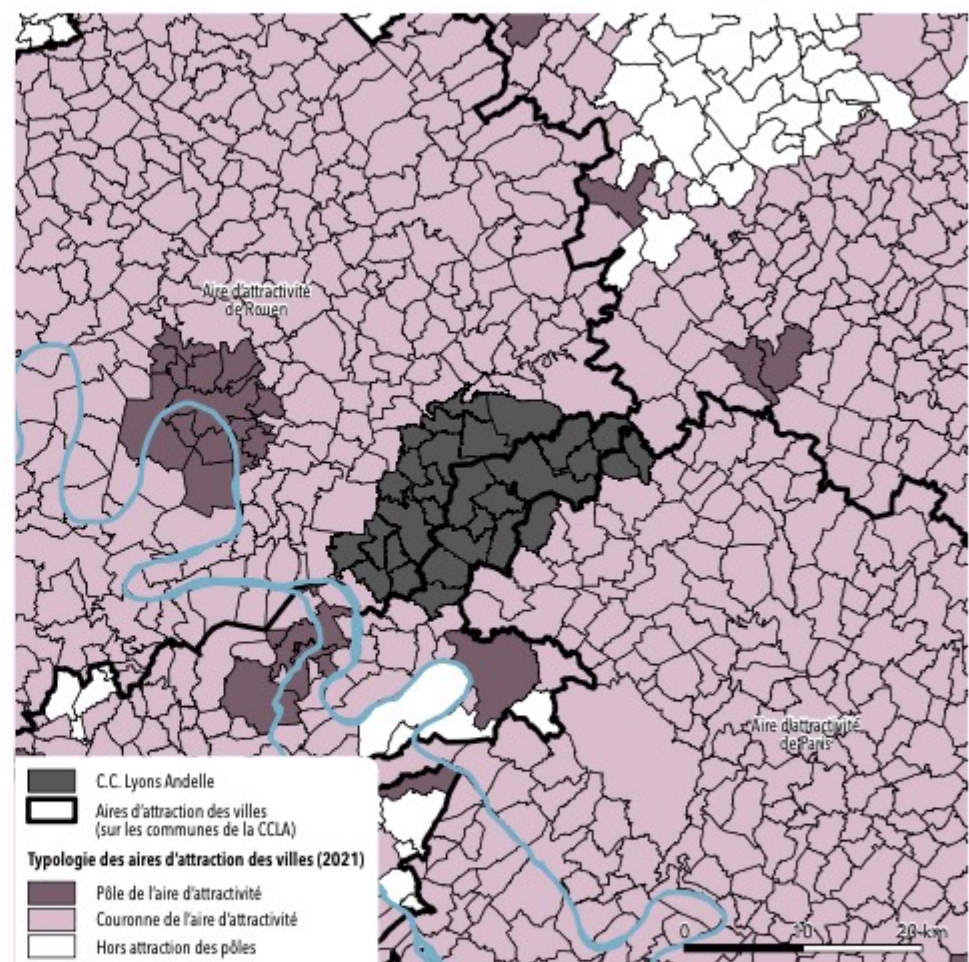 Aire d'attractivité
de Rouen
Aire d'attractivité
de Paris
C.C. Lyons Andelle
Aires d'attraction des villes
(sur les communes de la CCLA)
Typologie des aires d'attraction des villes (2021)
Pôle de l'aire d'attractivité
Couronne de l'aire d'attractivité
Hors attraction des pôles
0 10 20 km